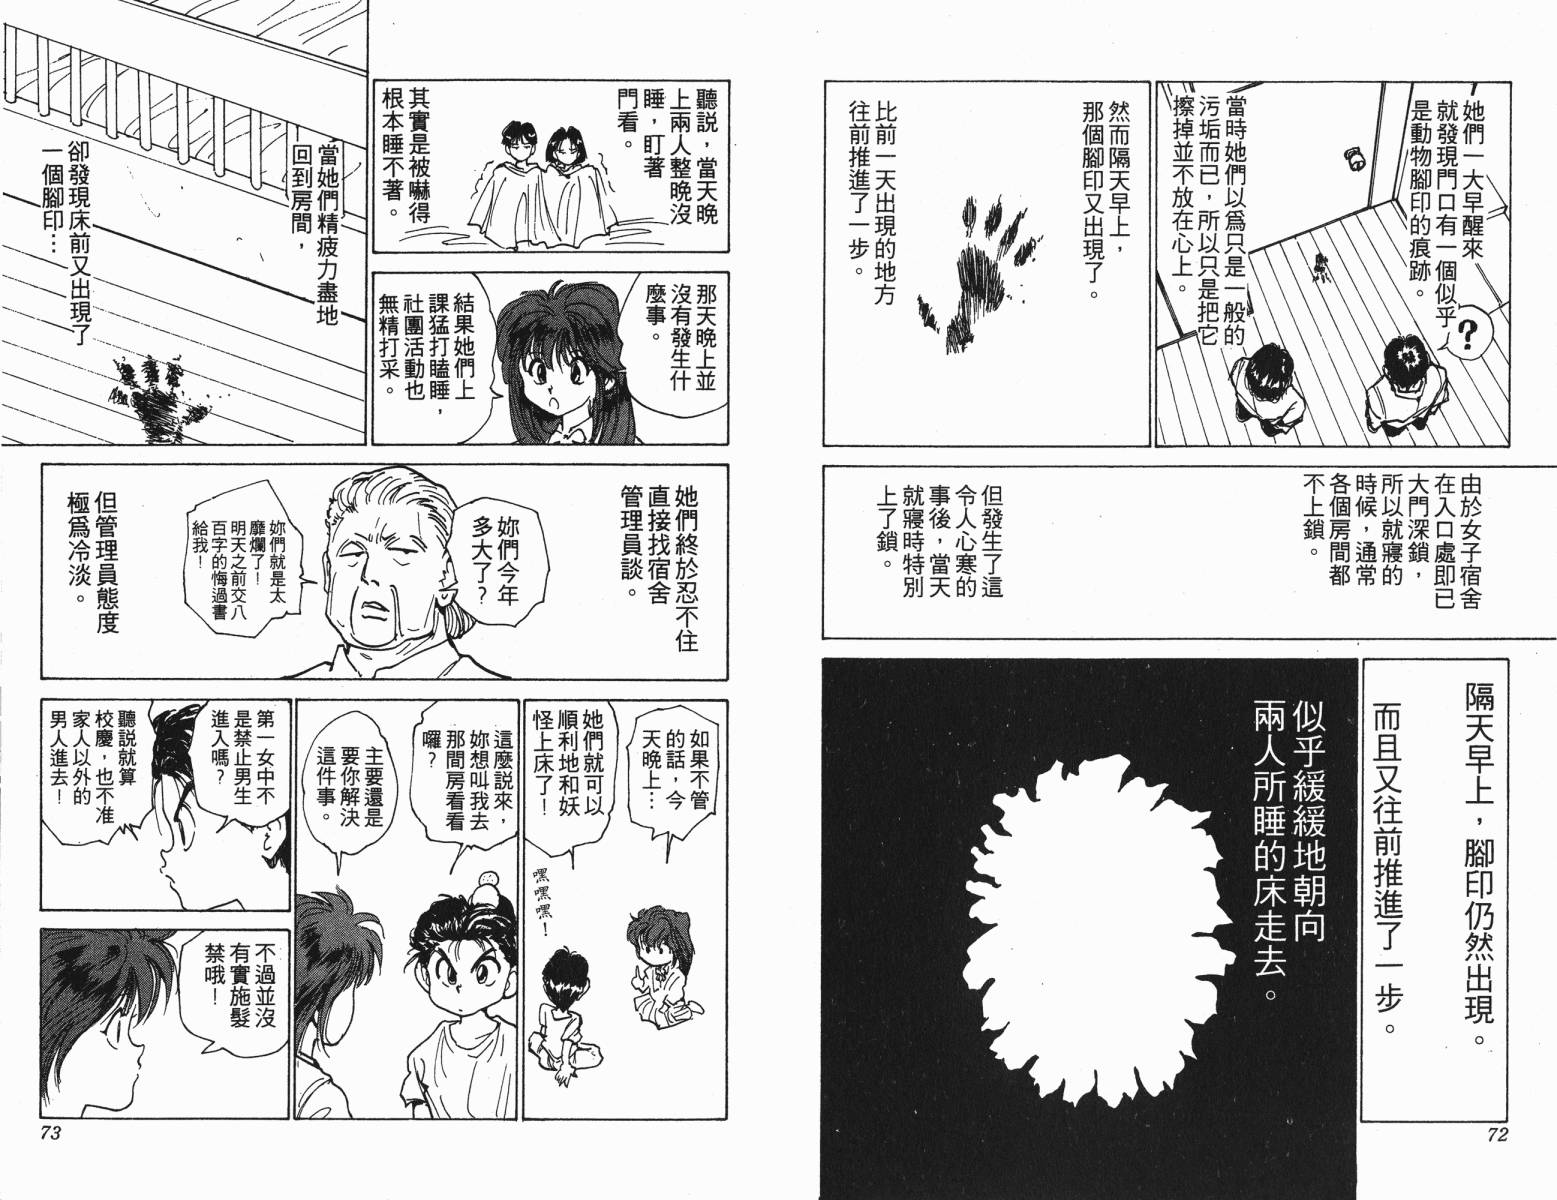 她們一大早醒來
就發現門口有一個似乎
是動物腳印的痕跡。
?
當時她們以爲只是一般的
污垢而已，所以只是把它
擦掉並不放在心上。
然而隔天早上，
那個腳印又出現了。
比前一天出現的地方
往前推進了一步。
由於女子宿舍
在入口處即已
大門深鎖，
所以就寢的
時候，通常
各個房間都
不上鎖。
但發生了這
令人心寒的
事後，當天
就寢時特別
上了鎖。
隔天早上，腳印仍然出現。
而且又往前推進了一步。
似乎緩緩地朝向
兩人所睡的床走去。
72
聽説，當天晚
上兩人整晚沒
睡，盯著
門看。
其實是被嚇得
根本睡不著。
那天晚上並
沒有發生什
麼事。
結果她們上
課猛打瞌睡，
社團活動也
無精打采。
當她們精疲力盡地
回到房間，
卻發現床前又出現了
一個腳印…
她們終於忍不住
直接找宿舍
管理員談。
妳們今年
多大了？
妳們就是太
靡爛了！
明天之前交八
百字的悔過書
給我！
但管理員態度
極爲冷淡。
如果不管
的話，今
天晚上…
她們就可以
順利地和妖
怪上床了！
嘿嘿嘿！
這麼說來，
妳想叫我去
那間房看看
囉？
主要還是
要你解決
這件事。
第一女中不
是禁止男生
進入嗎？
聽説就算
校慶，也不准
家人以外的
男人進去！
不過並沒
有實施髮
禁哦！
73